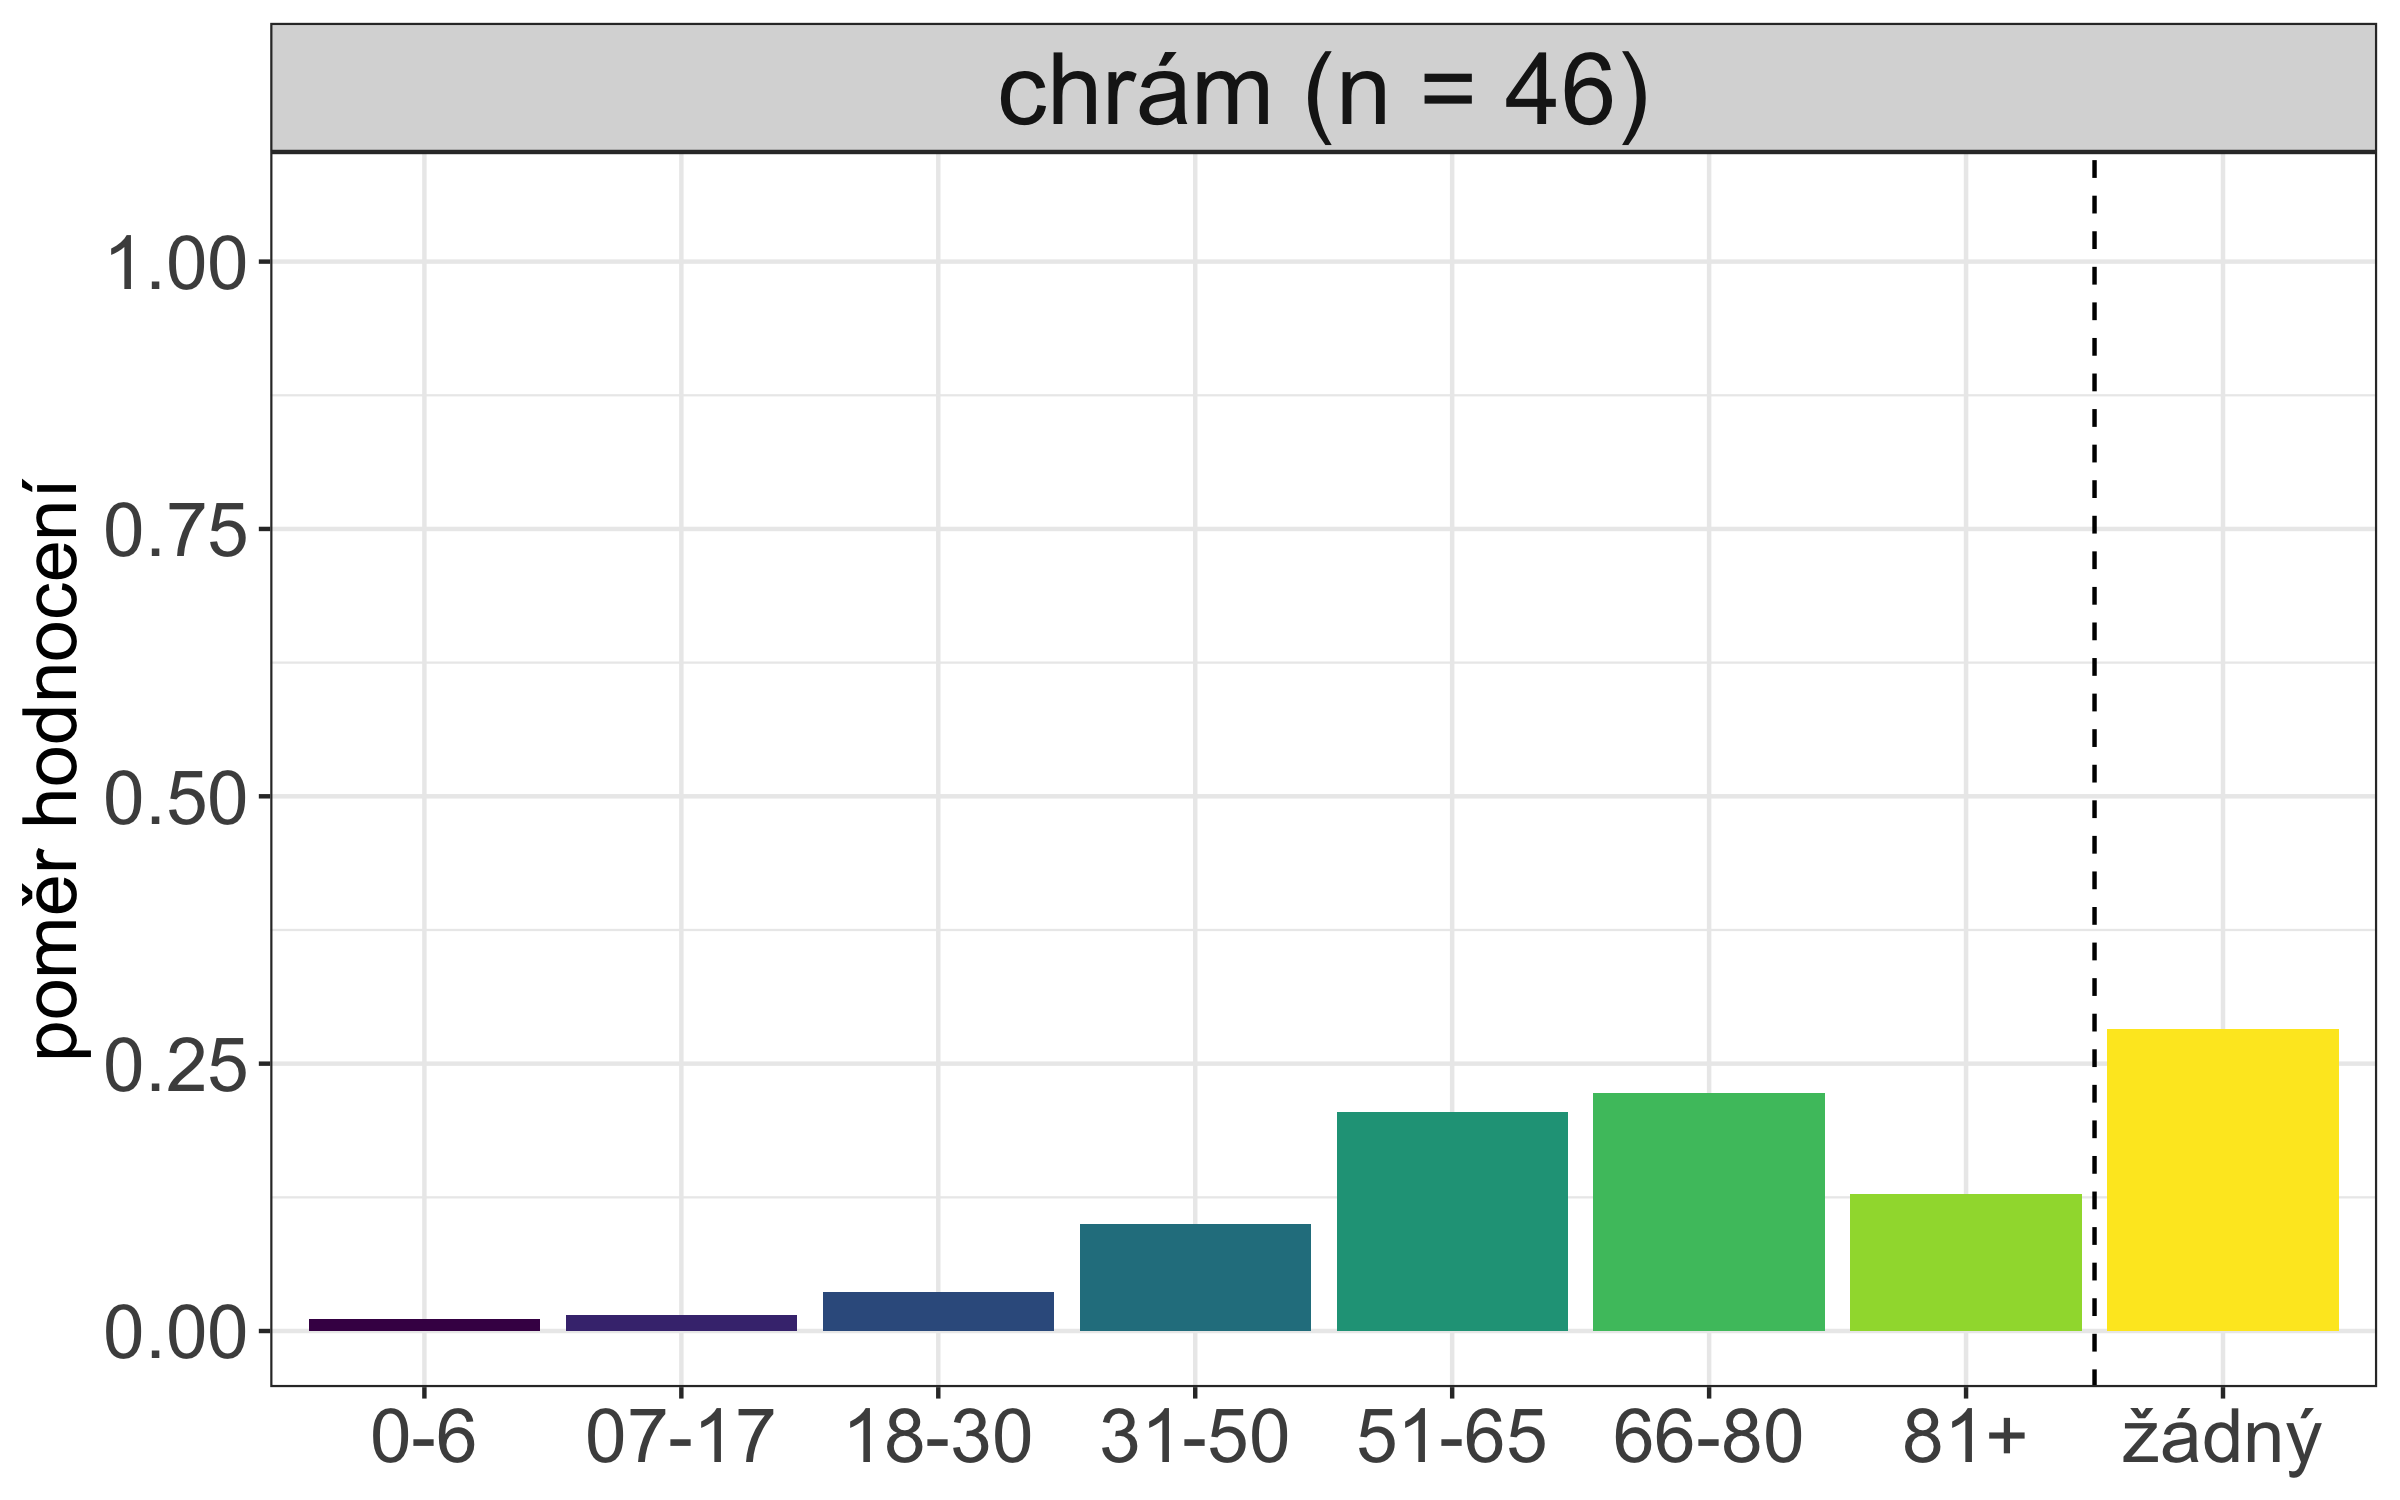 chrám (n = 46)
poměr hodnocení
1.00
0.75
0.50
0.25
0.00
0-6 07-17 18-30 31-50 51-65 66-80 81+ žádný